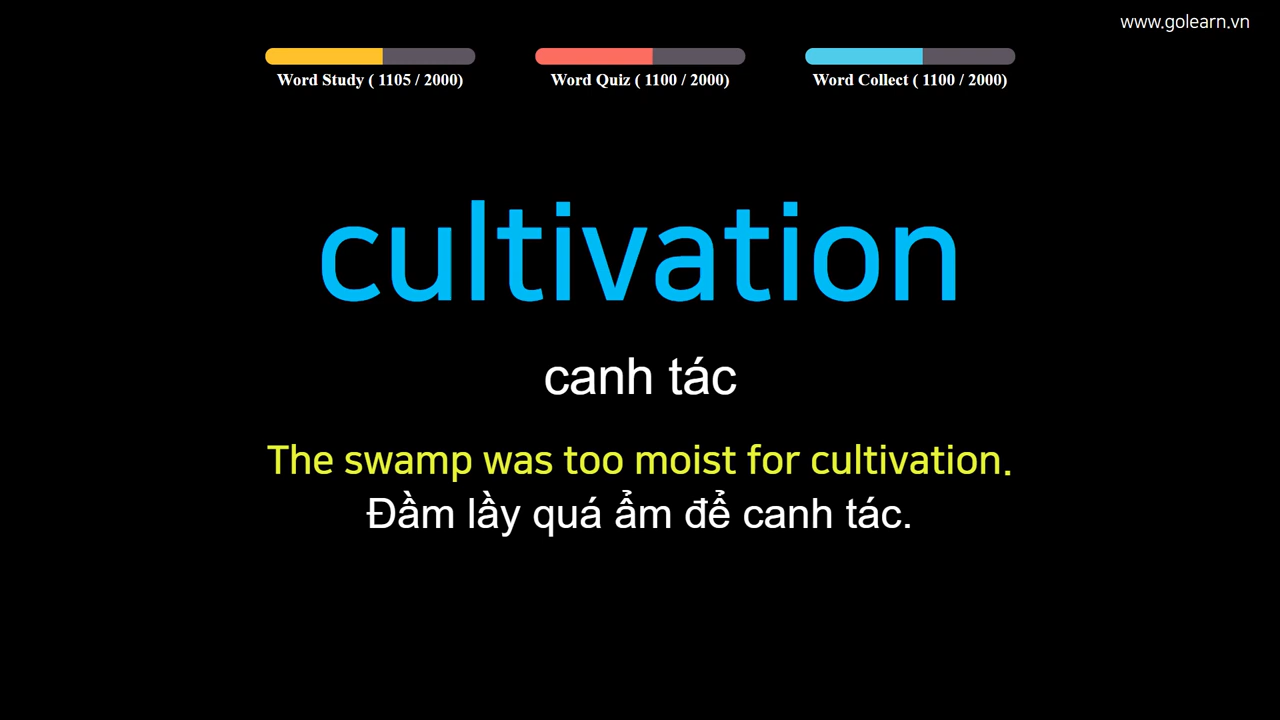 www.golearn.vn
Word Study ( 1105 / 2000)
Word Quiz ( 1100 / 2000)
Word Collect ( 1100 / 2000)
cultivation
canh tác
The swamp was too moist for cultivation.
Đầm lầy quá ẩm để canh tác.